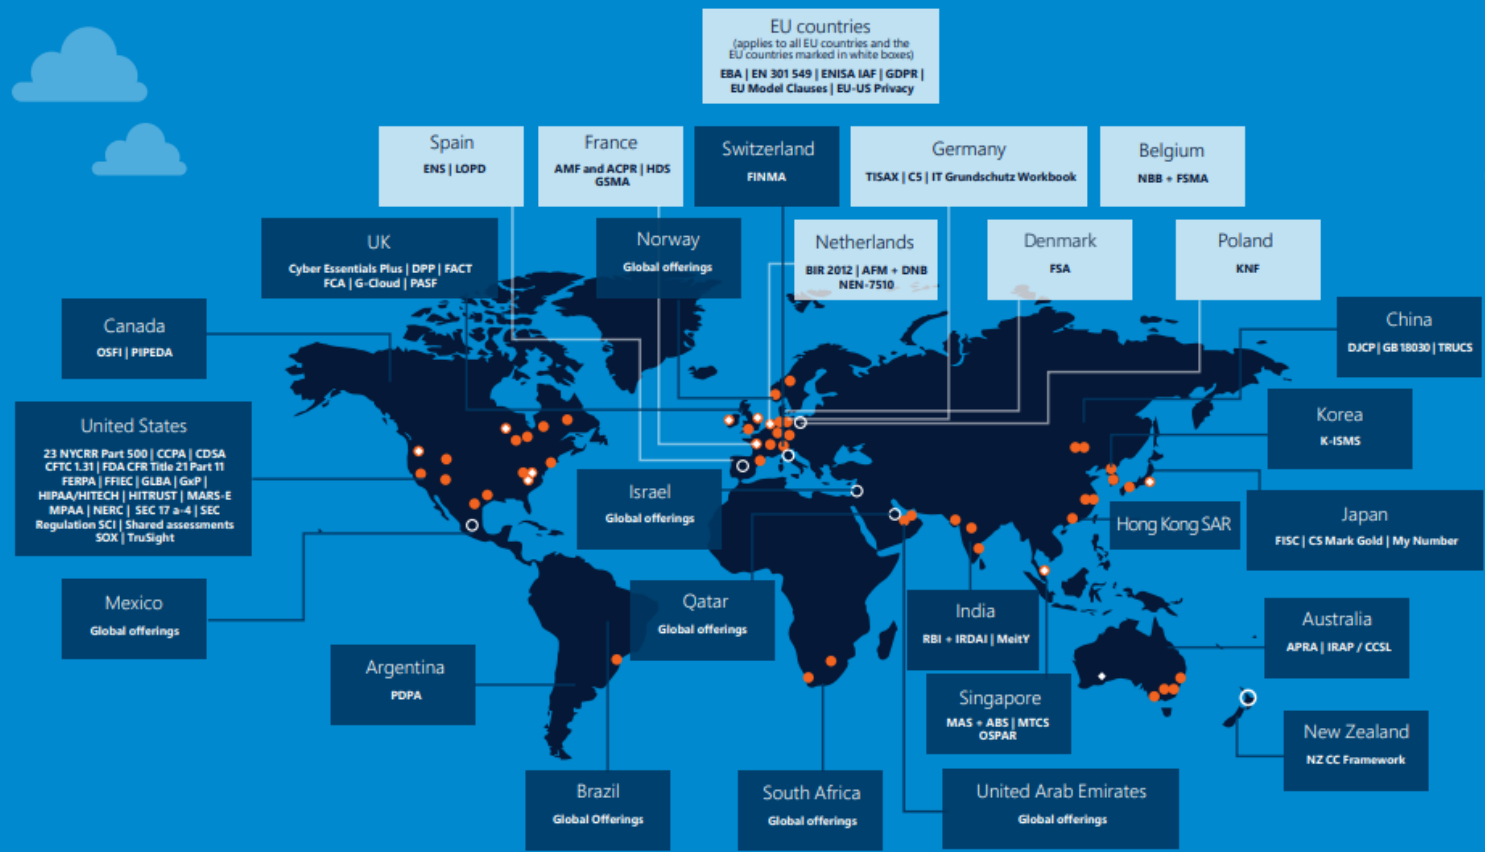 EU countries
(applies to all EU countries and the
EU countries marked in white boxes)
EBA | EN 301 549 | ENISA IAF | GDPR |
EU Model Clauses | EU-US Privacy
Spain
ENS | LOPD
France
AMF and ACPR | HDS
GSMA
Switzerland
FINMA
Germany
TISAX | C5 | IT Grundschutz Workbook
Belgium
NBB + FSMA
UK
Cyber Essentials Plus | DPP | FACT
FCA | G-Cloud | PASF
Norway
Global offerings
Netherlands
BIR 2012 | AFM + DNB
NEN-7510
Denmark
FSA
Poland
KNF
Canada
OSFI | PIPEDA
China
DJCP | GB 18030 | TRUCS
United States
23 NYCRR Part 500 | CCPA | CDSA
CFTC 1.31 | FDA CFR Title 21 Part 11
FERPA | FFIEC | GLBA | GxP |
HIPAA/HITECH | HITRUST | MARS-E
MPAA | NERC | SEC 17 a-4 | SEC
Regulation SCI | Shared assessments
SOX | TruSight
Korea
K-ISMS
Israel
Global offerings
Hong Kong SAR
Japan
FISC | CS Mark Gold | My Number
Mexico
Global offerings
Qatar
Global offerings
India
RBI + IRDAI | MeitY
Australia
APRA | IRAP / CCSL
Argentina
PDPA
Singapore
MAS + ABS | MTCS
OSPAR
New Zealand
NZ CC Framework
Brazil
Global Offerings
South Africa
Global offerings
United Arab Emirates
Global offerings